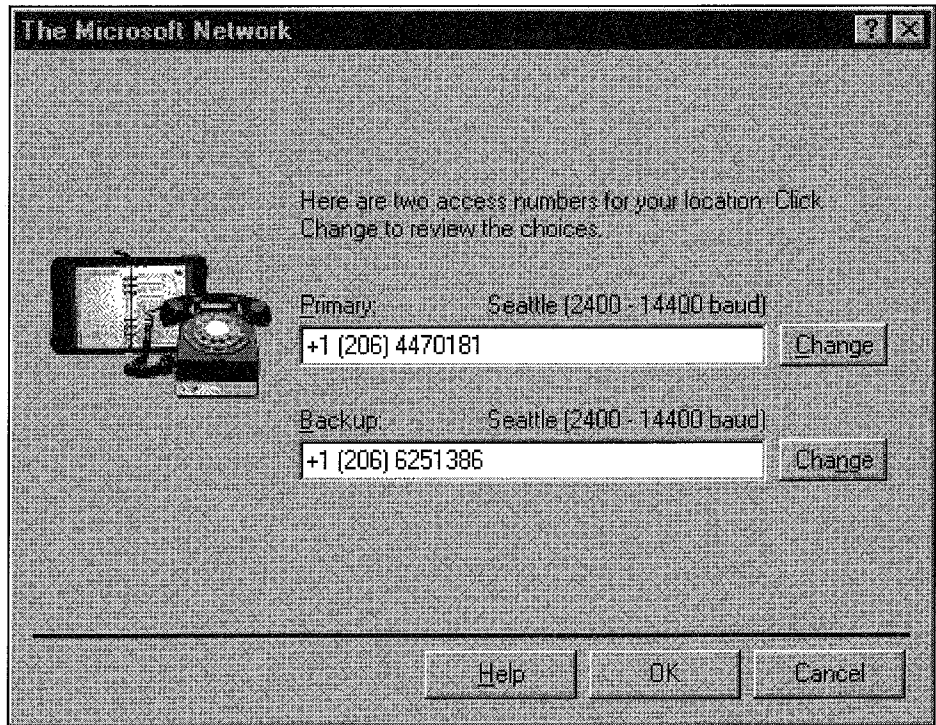 The Microsoft Network
Here are two access numbers for your location. Click
Change to review the choices.
Primary: Seattle (2400 - 14400 baud)
+1 (206) 4470181 Change
Backup: Seattle (2400 - 14400 baud)
+1 (206) 6251386 Change
Help OK Cancel